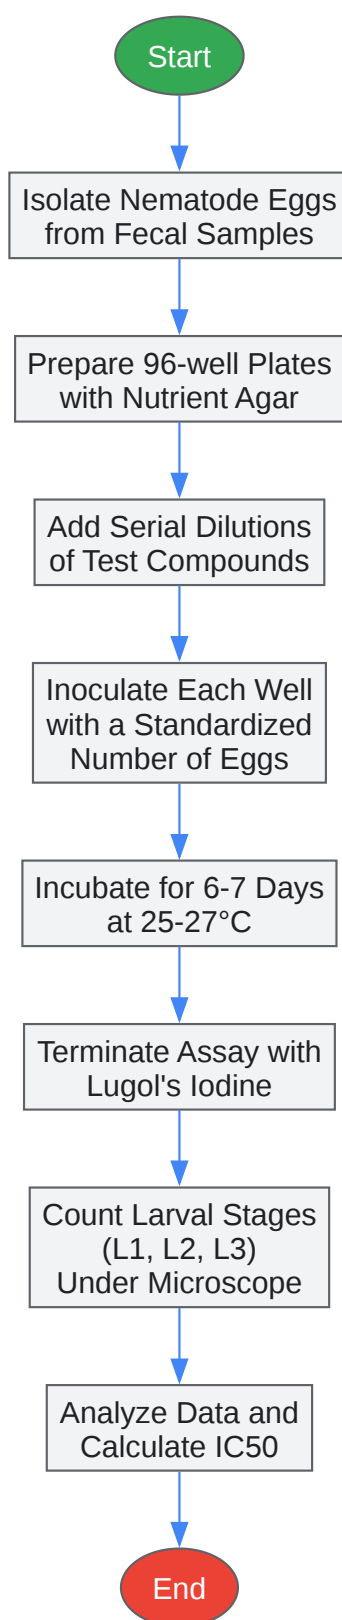 Start
Isolate Nematode Eggs
from Fecal Samples
Prepare 96-well Plates
with Nutrient Agar
Add Serial Dilutions
of Test Compounds
Inoculate Each Well
with a Standardized
Number of Eggs
Incubate for 6-7 Days
at 25-27°C
Terminate Assay with
Lugol's Iodine
Count Larval Stages
(L1, L2, L3)
Under Microscope
Analyze Data and
Calculate IC50
End